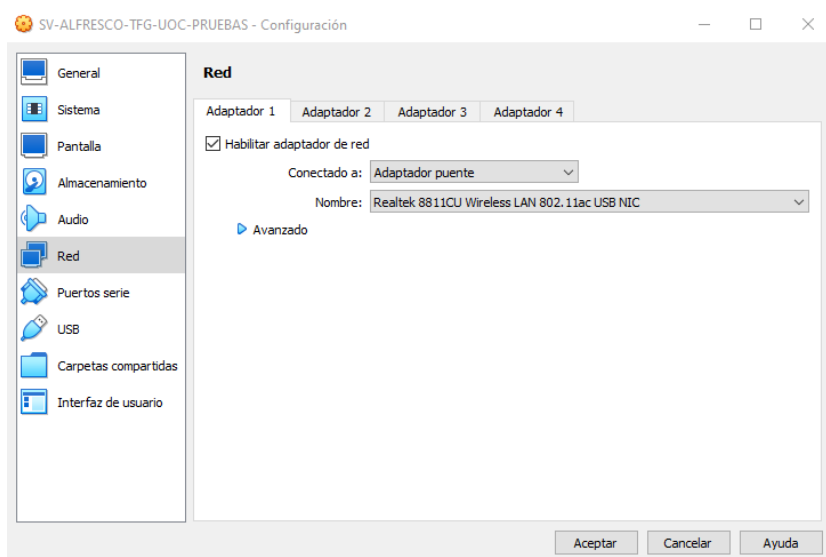 SV-ALFRESCO-TFG-UOC-PRUEBAS - Configuración
General
Sistema
Pantalla
Almacenamiento
Audio
Red
Puertos serie
USB
Carpetas compartidas
Interfaz de usuario
Red
Adaptador 1 Adaptador 2 Adaptador 3 Adaptador 4
Habilitar adaptador de red
Conectado a: Adaptador puente
Nombre: Realtek 8811CU Wireless LAN 802.11ac USB NIC
Avanzado
Aceptar Cancelar Ayuda